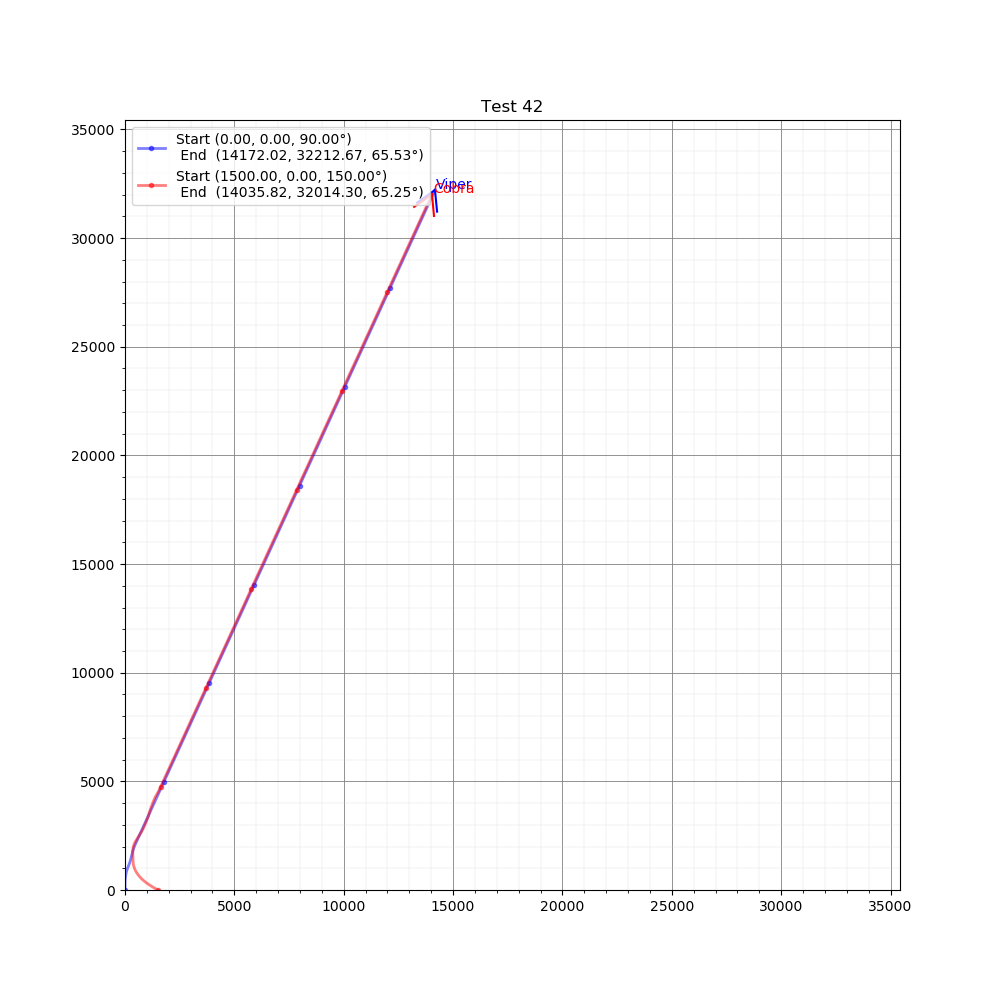 Test 42
Start (0.00, 0.00, 90.00°)
End (14172.02, 32212.67, 65.53°)
Start (1500.00, 0.00, 150.00°)
End (14035.82, 32014.30, 65.25°)
Viper
Cobra
35000
30000
25000
20000
15000
10000
5000
0
0 5000 10000 15000 20000 25000 30000 35000